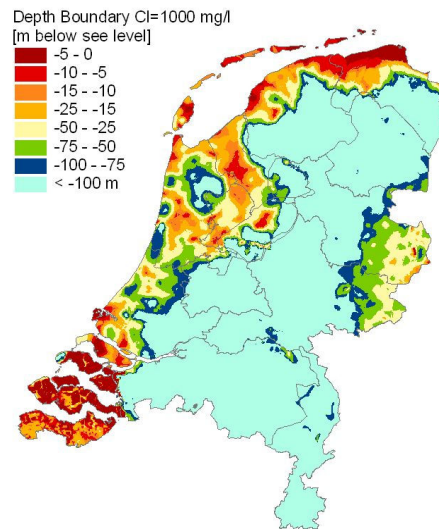 Depth Boundary Cl=1000 mg/l
[m below see level]
-5 - 0
-10 - -5
-15 - -10
-25 - -15
-50 - -25
-75 - -50
-100 - -75
< -100 m